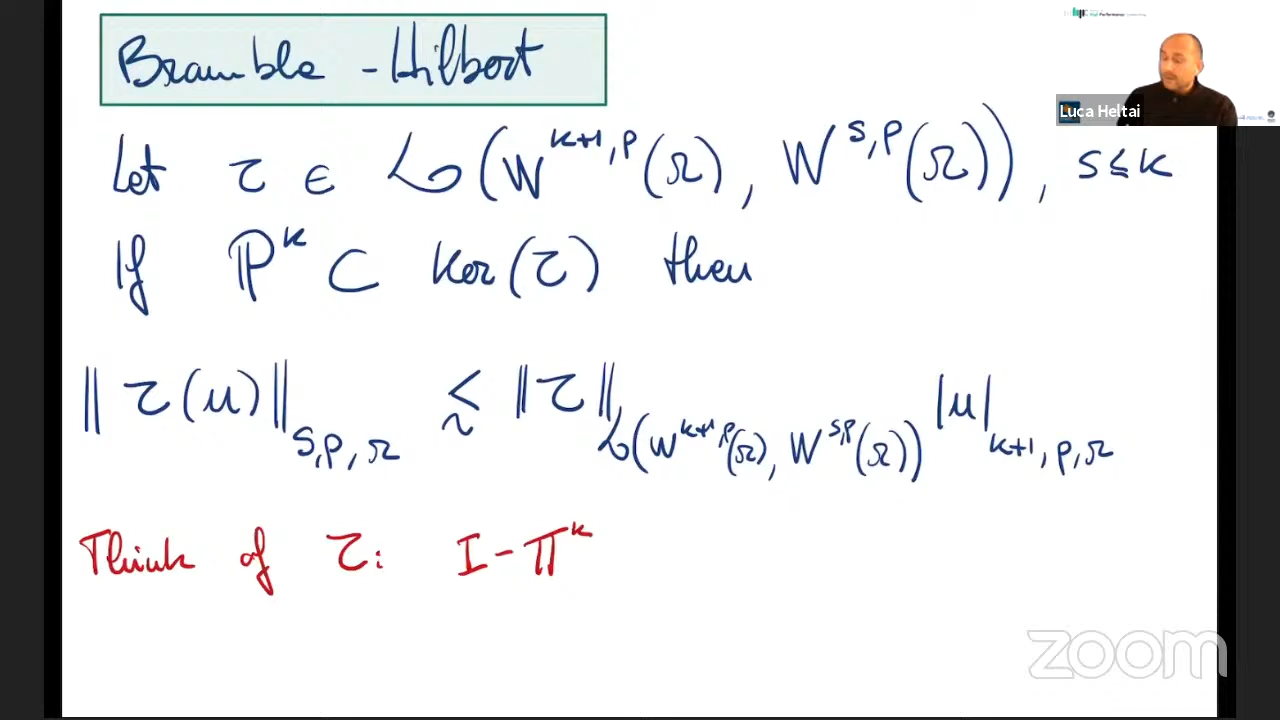 Bramble - Hilbert
Luca Heltai
Let τ ∈ L(W^{k+1,p}(Ω), W^{s,p}(Ω)), s ≤ k
If ℙ^k ⊂ Ker(τ) then
‖τ(u)‖_{s,p,Ω} ≲ ‖τ‖_{L(W^{k+1,p}(Ω), W^{s,p}(Ω))} |u|_{k+1,p,Ω}
Think of τ: I - Π^k
zoom